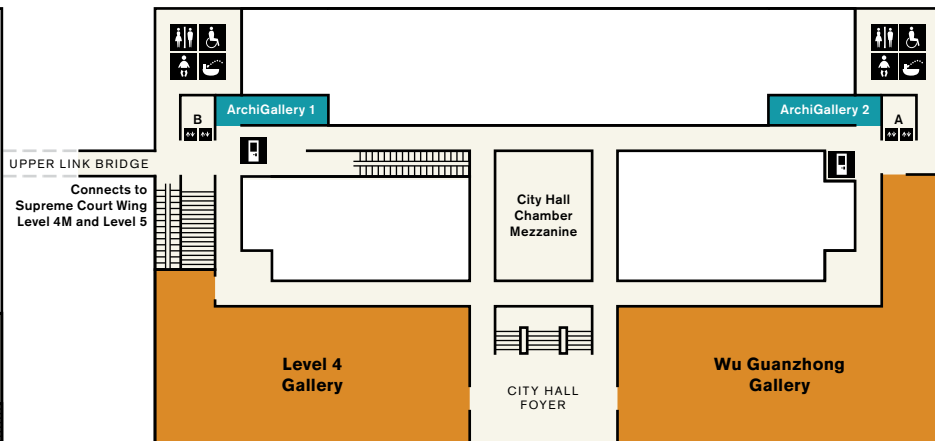 ArchiGallery 1
ArchiGallery 2
B
A
UPPER LINK BRIDGE
Connects to
Supreme Court Wing
Level 4M and Level 5
City Hall
Chamber
Mezzanine
Level 4
Gallery
Wu Guanzhong
Gallery
CITY HALL
FOYER